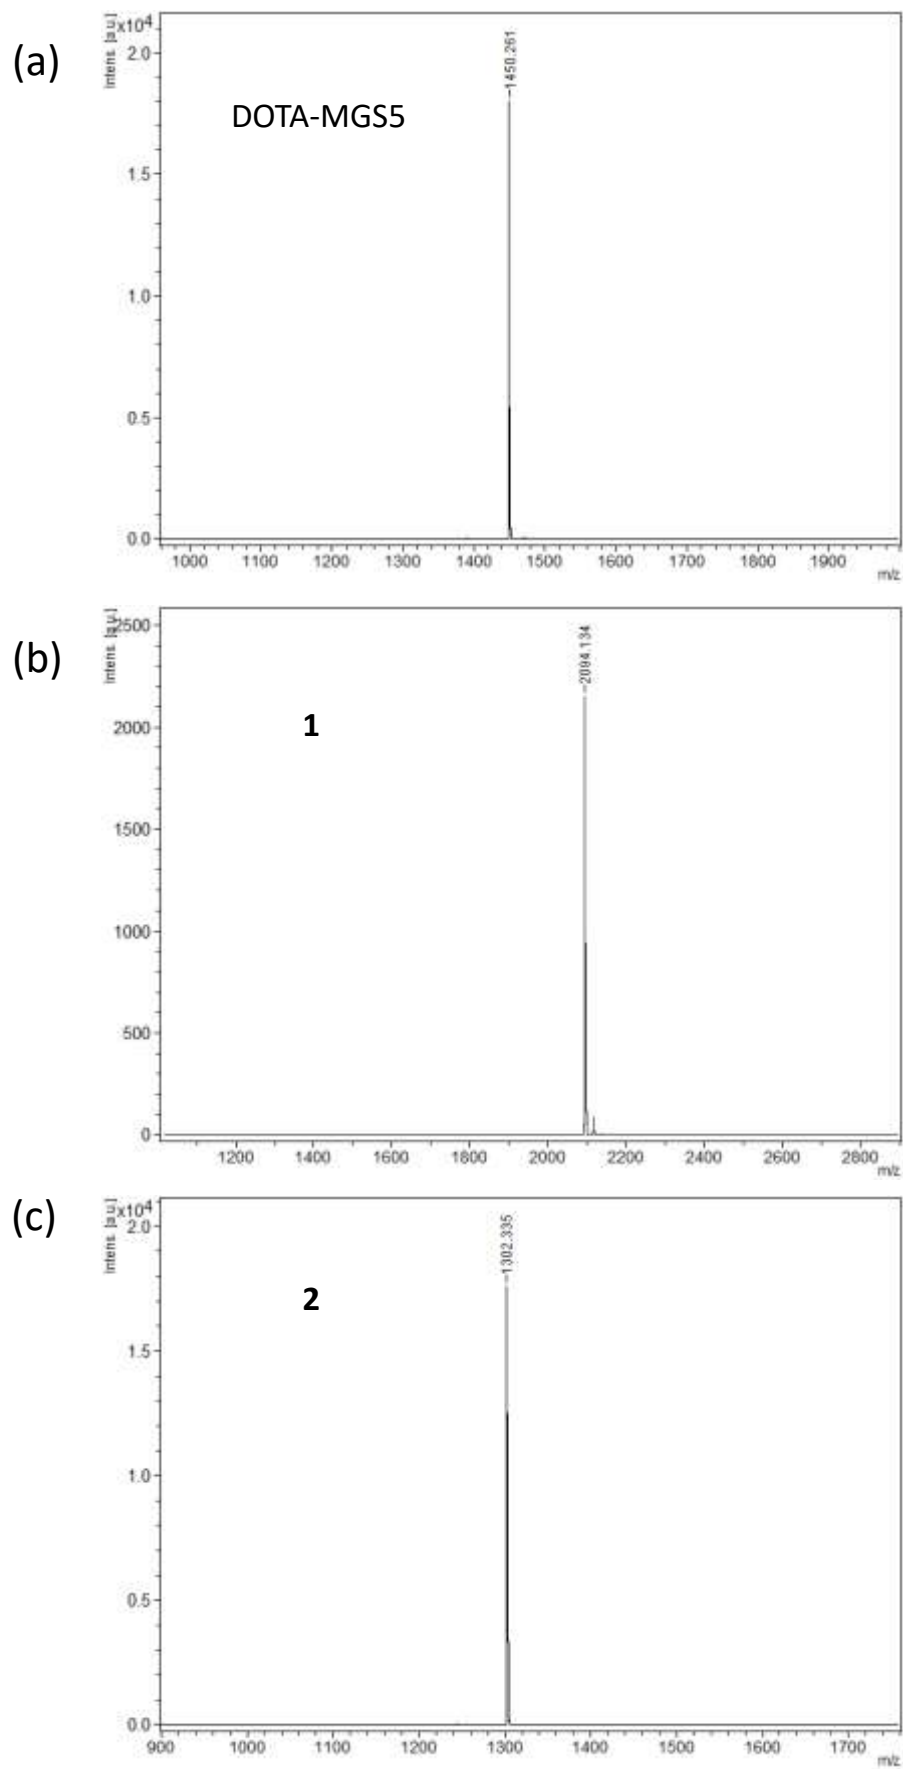 (a)
Intens. [a.u.]
x10⁴
2.0
1.5
1.0
0.5
0.0
1450.261
DOTA-MGS5
1000 1100 1200 1300 1400 1500 1600 1700 1800 1900
m/z
(b)
Intens. [a.u.]
2500
2000
1500
1000
500
0
2094.134
1
1200 1400 1600 1800 2000 2200 2400 2600 2800
m/z
(c)
Intens. [a.u.]
x10⁴
2.0
1.5
1.0
0.5
0.0
1302.335
2
900 1000 1100 1200 1300 1400 1500 1600 1700
m/z